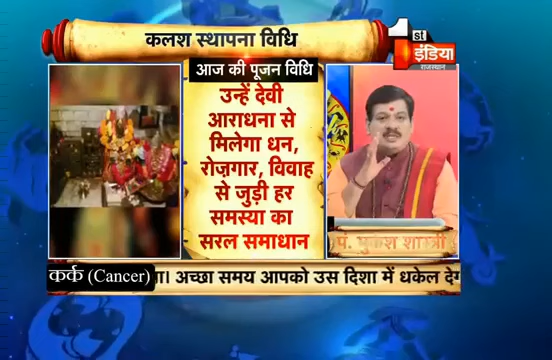 कलश स्थापना विधि
1st
इंडिया
राजस्थान
आज की पूजन विधि
उन्हें देवी
आराधना से
मिलेगा धन,
रोज़गार, विवाह
से जुड़ी हर
समस्या का
सरल समाधान
पं. मुकेश शास्त्री
कर्क (Cancer)
अच्छा समय आपको उस दिशा में धकेल देग